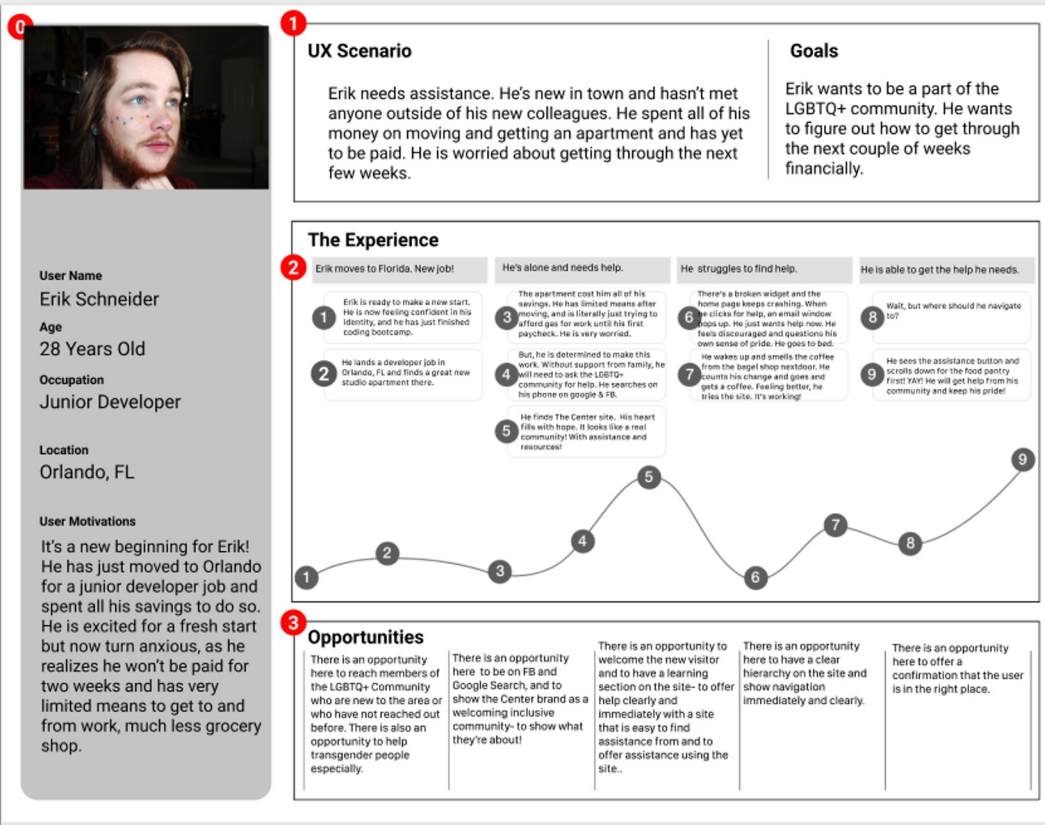 0
User Name
Erik Schneider
Age
28 Years Old
Occupation
Junior Developer
Location
Orlando, FL
User Motivations
It's a new beginning for Erik!
He has just moved to Orlando
for a junior developer job and
spent all his savings to do so.
He is excited for a fresh start
but now turn anxious, as he
realizes he won't be paid for
two weeks and has very
limited means to get to and
from work, much less grocery
shop.
1
UX Scenario
Erik needs assistance. He's new in town and hasn't met
anyone outside of his new colleagues. He spent all of his
money on moving and getting an apartment and has yet
to be paid. He is worried about getting through the next
few weeks.
Goals
Erik wants to be a part of the
LGBTQ+ community. He wants
to figure out how to get through
the next couple of weeks
financially.
2
The Experience
Erik moves to Florida. New job!
1
Erik is ready to make a new start.
He is now feeling confident in his
identity, and he has just finished
coding bootcamp.
2
He lands a developer job in
Orlando, FL and finds a great new
studio apartment there.
He's alone and needs help.
3
The apartment cost him all of his
savings. He has limited means after
moving, and is literally just trying to
afford gas for work until his first
paycheck. He is very worried.
4
But, he is determined to make this
work. Without support from family, he
will need to ask the LGBTQ+
community for help. He searches on
his phone on google & FB.
5
He finds The Center site. His heart
fills with hope. It looks like a real
community! With assistance and
resources!
He struggles to find help.
6
There's a broken widget and the
home page keeps crashing. When
he clicks for help, an email window
pops up. He just wants help now. He
feels discouraged and questions his
own sense of pride. He goes to bed.
7
He wakes up and smells the coffee
from the bagel shop nextdoor. He
counts his change and goes and
gets a coffee. Feeling better, he
tries the site. It's working!
He is able to get the help he needs.
8
Wait, but where should he navigate
to?
9
He sees the assistance button and
scrolls down for the food pantry
first! YAY! He will get help from his
community and keep his pride!
1
2
3
4
5
6
7
8
9
3
Opportunities
There is an opportunity
here to reach members of
the LGBTQ+ Community
who are new to the area or
who have not reached out
before. There is also an
opportunity to help
transgender people
especially.
There is an opportunity
here to be on FB and
Google Search, and to
show the Center brand as a
welcoming inclusive
community- to show what
they're about!
There is an opportunity to
welcome the new visitor
and to have a learning
section on the site- to offer
help clearly and
immediately with a site
that is easy to find
assistance from and to
offer assistance using the
site..
There is an opportunity
here to have a clear
hierarchy on the site and
show navigation
immediately and clearly.
There is an opportunity
here to offer a
confirmation that the user
is in the right place.